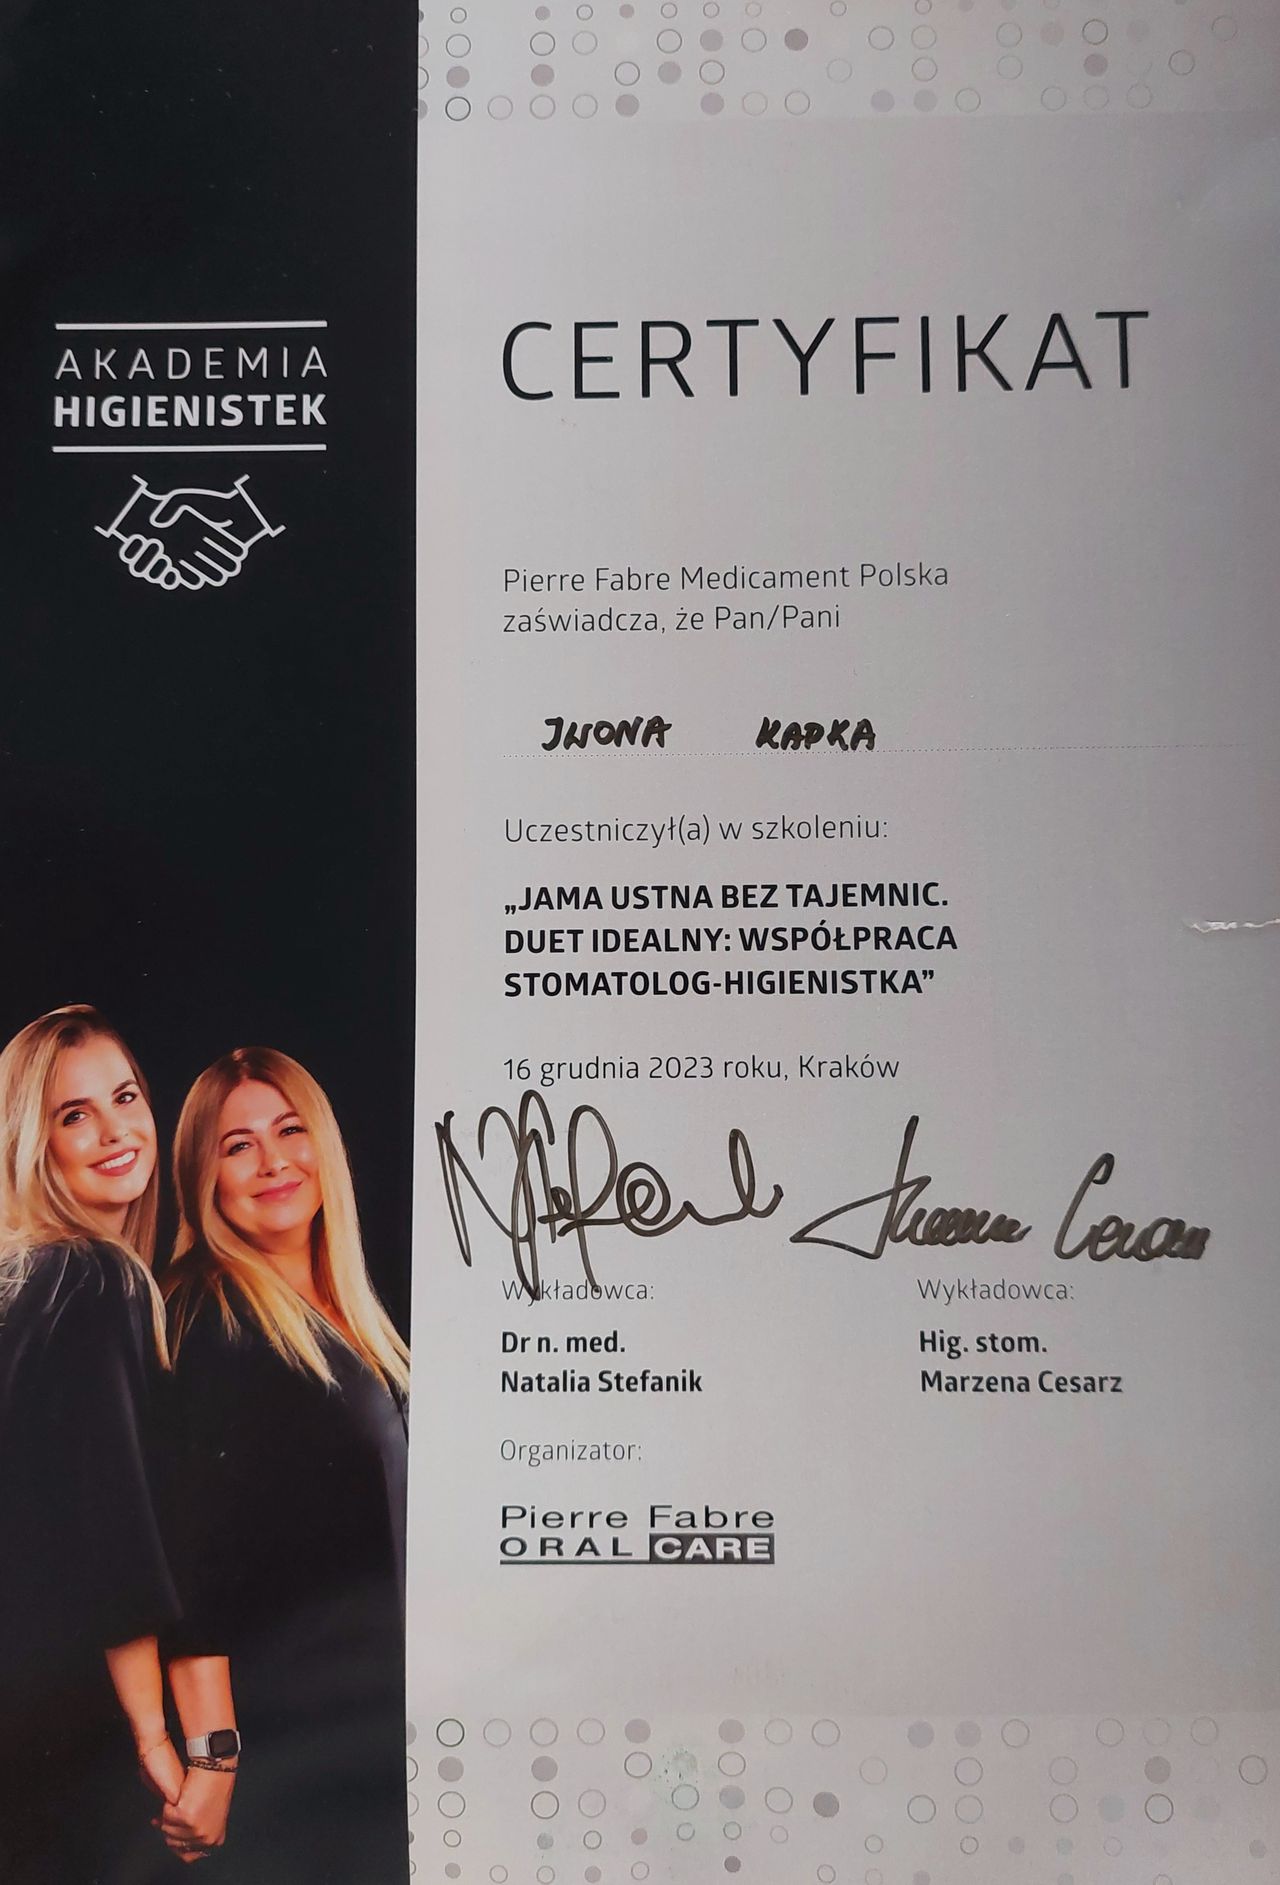 AKADEMIA
HIGIENISTEK
CERTYFIKAT
Pierre Fabre Medicament Polska
zaświadcza, że Pan/Pani
IWONA KAPKA
Uczestniczył(a) w szkoleniu:
„JAMA USTNA BEZ TAJEMNIC.
DUET IDEALNY: WSPÓŁPRACA
STOMATOLOG-HIGIENISTKA”
16 grudnia 2023 roku, Kraków
Wykładowca:
Dr n. med.
Natalia Stefanik
Wykładowca:
Hig. stom.
Marzena Cesarz
Organizator:
Pierre Fabre
ORAL CARE